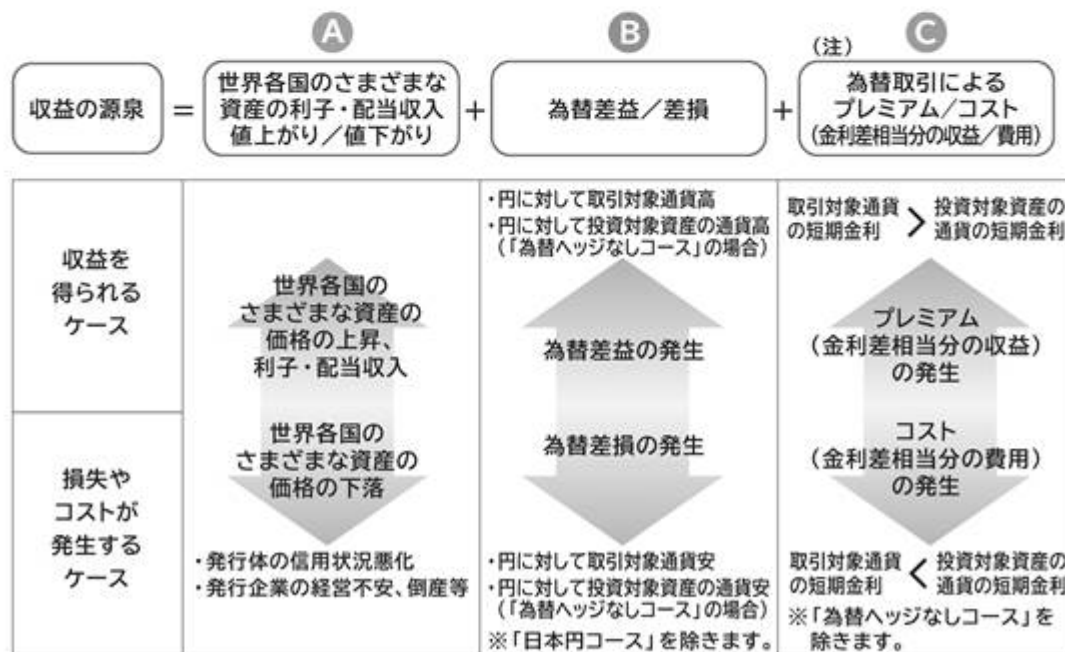 A
B
C
(注)
収益の源泉
=
世界各国のさまざまな
資産の利子・配当収入
値上がり/値下がり
+
為替差益/差損
+
為替取引による
プレミアム/コスト
(金利差相当分の収益/費用)
収益を
得られる
ケース
世界各国の
さまざまな資産の
価格の上昇、
利子・配当収入
・円に対して取引対象通貨高
・円に対して投資対象資産の通貨高
(「為替ヘッジなしコース」の場合)
為替差益の発生
取引対象通貨
の短期金利
>
投資対象資産の
通貨の短期金利
プレミアム
(金利差相当分の収益)
の発生
損失や
コストが
発生する
ケース
世界各国の
さまざまな資産の
価格の下落
・発行体の信用状況悪化
・発行企業の経営不安、倒産等
為替差損の発生
・円に対して取引対象通貨安
・円に対して投資対象資産の通貨安
(「為替ヘッジなしコース」の場合)
※「日本円コース」を除きます。
コスト
(金利差相当分の費用)
の発生
取引対象通貨
の短期金利
<
投資対象資産の
通貨の短期金利
※「為替ヘッジなしコース」を
除きます。